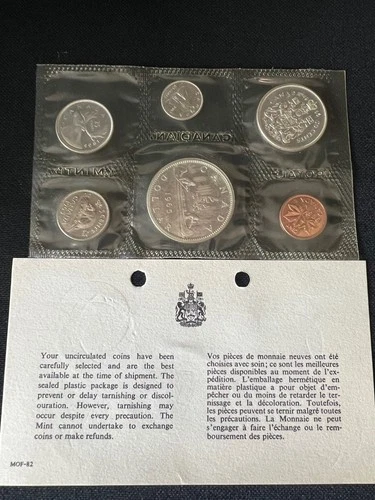 CANADA
DOLLAR
Your uncirculated coins have been
carefully selected and are the best
available at the time of shipment. The
sealed plastic package is designed to
prevent or delay tarnishing or discol-
ouration. However, tarnishing may
occur despite every precaution. The
Mint cannot undertake to exchange
coins or make refunds.
Vos pièces de monnaie neuves ont été
choisies avec soin; ce sont les meilleures
pièces disponibles au moment de l'ex-
pédition. L'emballage hermétique en
matière plastique a pour objet d'em-
pêcher ou du moins de retarder le ter-
nissage et la décoloration. Toutefois,
les pièces peuvent se ternir malgré toutes
les précautions. La Monnaie ne peut
s'engager à faire l'échange ou le rem-
boursement des pièces.
MOF-82